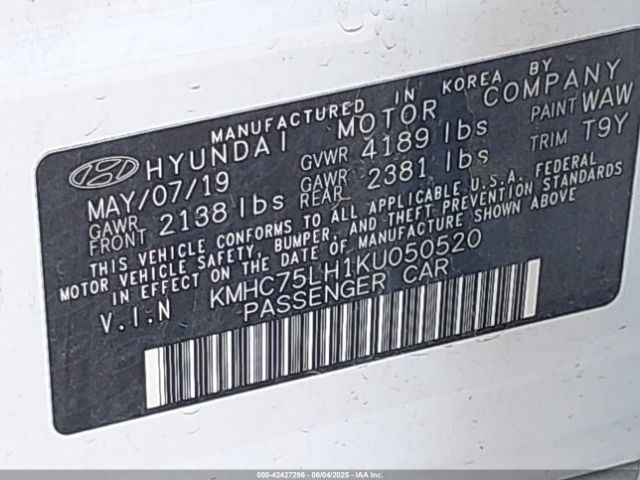 MANUFACTURED IN KOREA BY
HYUNDAI MOTOR COMPANY
MAY/07/19 GVWR 4189 lbs PAINT WAW
GAWR FRONT 2138 lbs GAWR REAR 2381 lbs TRIM T9Y
THIS VEHICLE CONFORMS TO ALL APPLICABLE U.S.A. FEDERAL
MOTOR VEHICLE SAFETY, BUMPER, AND THEFT PREVENTION STANDARDS
IN EFFECT ON THE DATE OF MANUFACTURE SHOWN ABOVE
V.I.N KMHC75LH1KU050520
PASSENGER CAR
000-42427296 - 06/04/2025 - IAA Inc. (IAA)